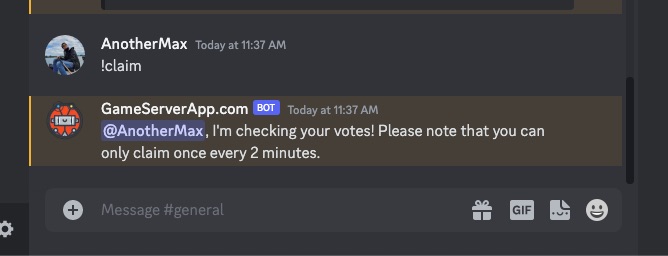 AnotherMax Today at 11:37 AM
!claim
GameServerApp.com BOT Today at 11:37 AM
@AnotherMax, I'm checking your votes! Please note that you can
only claim once every 2 minutes.
Message #general
GIF